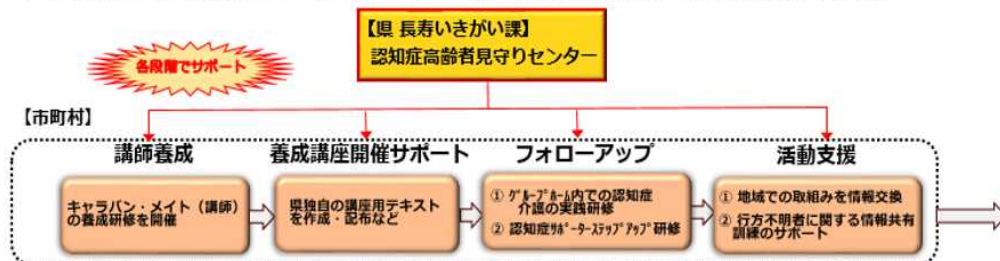 【県 長寿いきがい課】
認知症高齢者見守りセンター
各段階でサポート
【市町村】
講師養成
養成講座開催サポート
フォローアップ
活動支援
キャラバン・メイト（講師）
の養成研修を開催
県独自の講座用テキスト
を作成・配布など
① ｸﾞﾙｰﾌﾟﾎｰﾑ内での認知症
介護の実践研修
② 認知症ｻﾎﾟｰﾀｰｽﾃｯﾌﾟｱｯﾌﾟ研修
① 地域での取組みを情報交換
② 行方不明者に関する情報共有
訓練のサポート